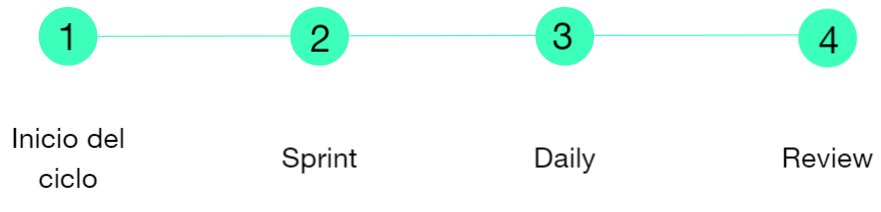 1
2
3
4
Inicio del
ciclo
Sprint
Daily
Review